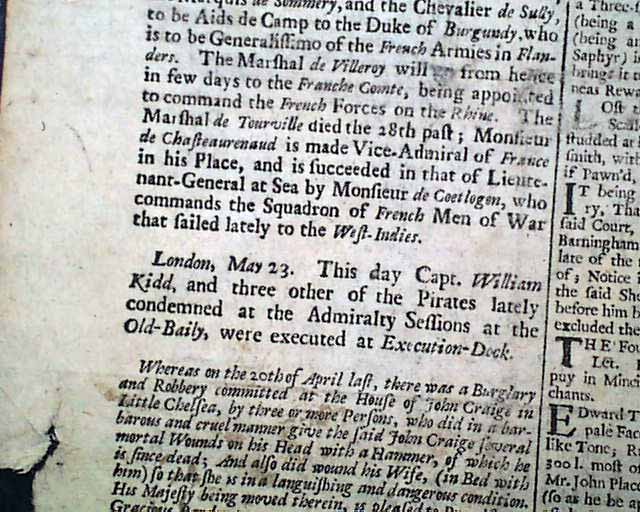 Marquis de Sommery, and the Chevalier de Sully,
to be Aids de Camp to the Duke of Burgundy, who
is to be Generalissimo of the French Armies in Flan-
ders. The Marshal de Villeroy will go from hence
in few days to the Franche Comte, being appointed
to command the French Forces on the Rhine. The
Marshal de Tourville died the 28th past; Monsieur
de Chasteaurenaud is made Vice-Admiral of France
in his Place, and is succeeded in that of Lieute-
nant-General at Sea by Monsieur de Coetlogon, who
commands the Squadron of French Men of War
that sailed lately to the West-Indies.
London, May 23. This day Capt. William
Kidd, and three other of the Pirates lately
condemned at the Admiralty Sessions at the
Old-Baily, were executed at Execution-Dock.
Whereas on the 20th of April last, there was a Burglary
and Robbery committed at the House of John Craige in
Little Chelsea, by three or more Persons, who did in a bar-
barous and cruel manner give the said John Craige several
mortal Wounds on his Head with a Hammer, of which he
is since dead; And also did wound his Wife, (in Bed with
him) so that she is in a languishing and dangerous condition.
His Majesty being moved therein, is pleased to
Gracious
a Three-
(being a
(being an
Saphyr) i
brings it
neas Rewa
Lost
studded at
smith, with
if Pawn'd,
IT being
ry, Tha
said Court,
Barningham
late of the
of; Notice i
the said Sh
before him b
excluded the
THE Fou
Let.
puy in Minc
chants.
EDward T
pale Face
like Tone; R
300 l. most o
Mr. John Place
(so as he be a